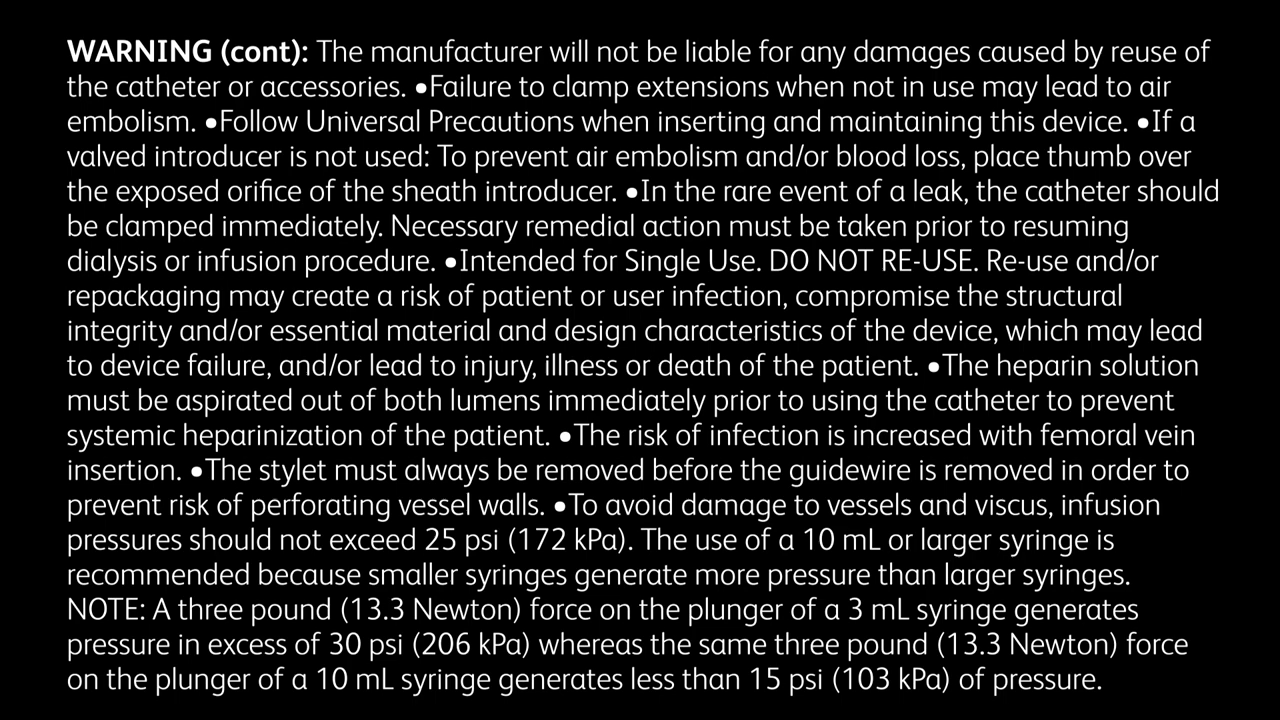 WARNING (cont): The manufacturer will not be liable for any damages caused by reuse of
the catheter or accessories. •Failure to clamp extensions when not in use may lead to air
embolism. •Follow Universal Precautions when inserting and maintaining this device. •If a
valved introducer is not used: To prevent air embolism and/or blood loss, place thumb over
the exposed orifice of the sheath introducer. •In the rare event of a leak, the catheter should
be clamped immediately. Necessary remedial action must be taken prior to resuming
dialysis or infusion procedure. •Intended for Single Use. DO NOT RE-USE. Re-use and/or
repackaging may create a risk of patient or user infection, compromise the structural
integrity and/or essential material and design characteristics of the device, which may lead
to device failure, and/or lead to injury, illness or death of the patient. •The heparin solution
must be aspirated out of both lumens immediately prior to using the catheter to prevent
systemic heparinization of the patient. •The risk of infection is increased with femoral vein
insertion. •The stylet must always be removed before the guidewire is removed in order to
prevent risk of perforating vessel walls. •To avoid damage to vessels and viscus, infusion
pressures should not exceed 25 psi (172 kPa). The use of a 10 mL or larger syringe is
recommended because smaller syringes generate more pressure than larger syringes.
NOTE: A three pound (13.3 Newton) force on the plunger of a 3 mL syringe generates
pressure in excess of 30 psi (206 kPa) whereas the same three pound (13.3 Newton) force
on the plunger of a 10 mL syringe generates less than 15 psi (103 kPa) of pressure.